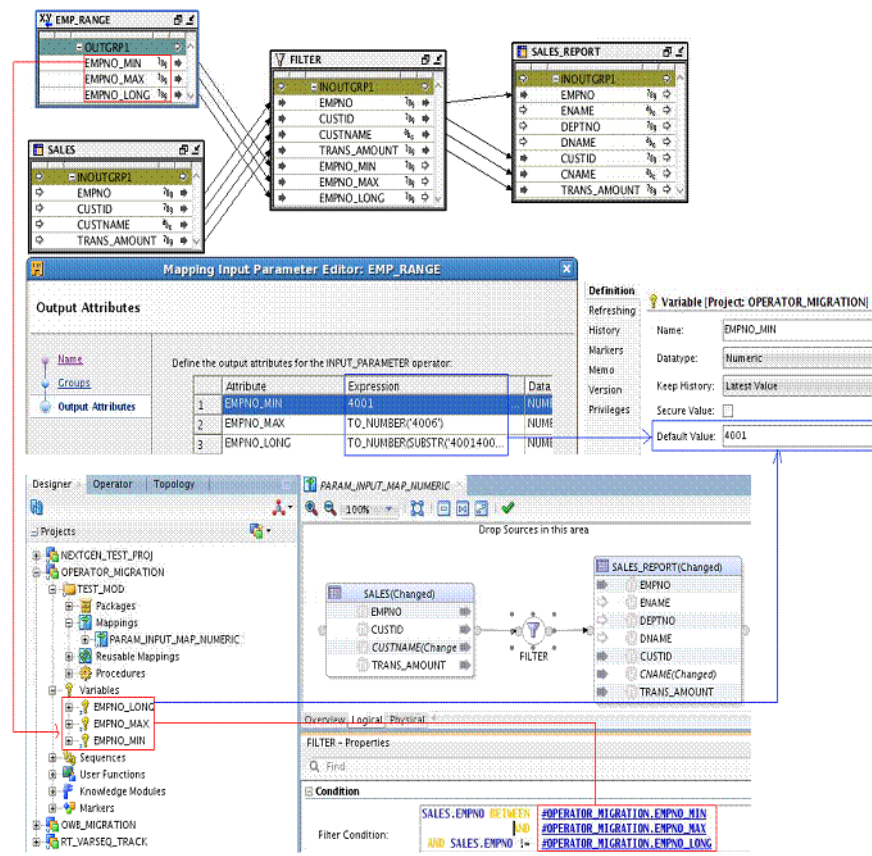 EMP_RANGE
OUTGRP1
EMPNO_MIN
EMPNO_MAX
EMPNO_LONG
SALES
INOUTGRP1
EMPNO
CUSTID
CUSTNAME
TRANS_AMOUNT
FILTER
INOUTGRP1
EMPNO
CUSTID
CUSTNAME
TRANS_AMOUNT
EMPNO_MIN
EMPNO_MAX
EMPNO_LONG
SALES_REPORT
INOUTGRP1
EMPNO
ENAME
DEPTNO
DNAME
CUSTID
CNAME
TRANS_AMOUNT
Mapping Input Parameter Editor: EMP_RANGE
Output Attributes
Name
Groups
Output Attributes
Define the output attributes for the INPUT_PARAMETER operator:
Attribute Expression Data
1 EMPNO_MIN 4001 ... NUME
2 EMPNO_MAX TO_NUMBER('4006') NUME
3 EMPNO_LONG TO_NUMBER(SUBSTR('4001400... NUME
Definition
Refreshing
History
Markers
Memo
Version
Privileges
Variable [Project: OPERATOR_MIGRATION]
Name: EMPNO_MIN
Datatype: Numeric
Keep History: Latest Value
Secure Value:
Default Value: 4001
Designer Operator Topology
Projects
NEXTGEN_TEST_PROJ
OPERATOR_MIGRATION
TEST_MOD
Packages
Mappings
PARAM_INPUT_MAP_NUMERIC
Reusable Mappings
Procedures
Variables
EMPNO_LONG
EMPNO_MAX
EMPNO_MIN
Sequences
User Functions
Knowledge Modules
Markers
OWB_MIGRATION
RT_VARSEQ_TRACK
PARAM_INPUT_MAP_NUMERIC
100%
Drop Sources in this area
SALES(Changed)
EMPNO
CUSTID
CUSTNAME(Change
TRANS_AMOUNT
FILTER
SALES_REPORT(Changed)
EMPNO
ENAME
DEPTNO
DNAME
CUSTID
CNAME(Changed)
TRANS_AMOUNT
Overview Logical Physical
FILTER - Properties
Find
Condition
Filter Condition:
SALES.EMPNO BETWEEN #OPERATOR_MIGRATION.EMPNO_MIN
AND #OPERATOR_MIGRATION.EMPNO_MAX
AND SALES.EMPNO != #OPERATOR_MIGRATION.EMPNO_LONG